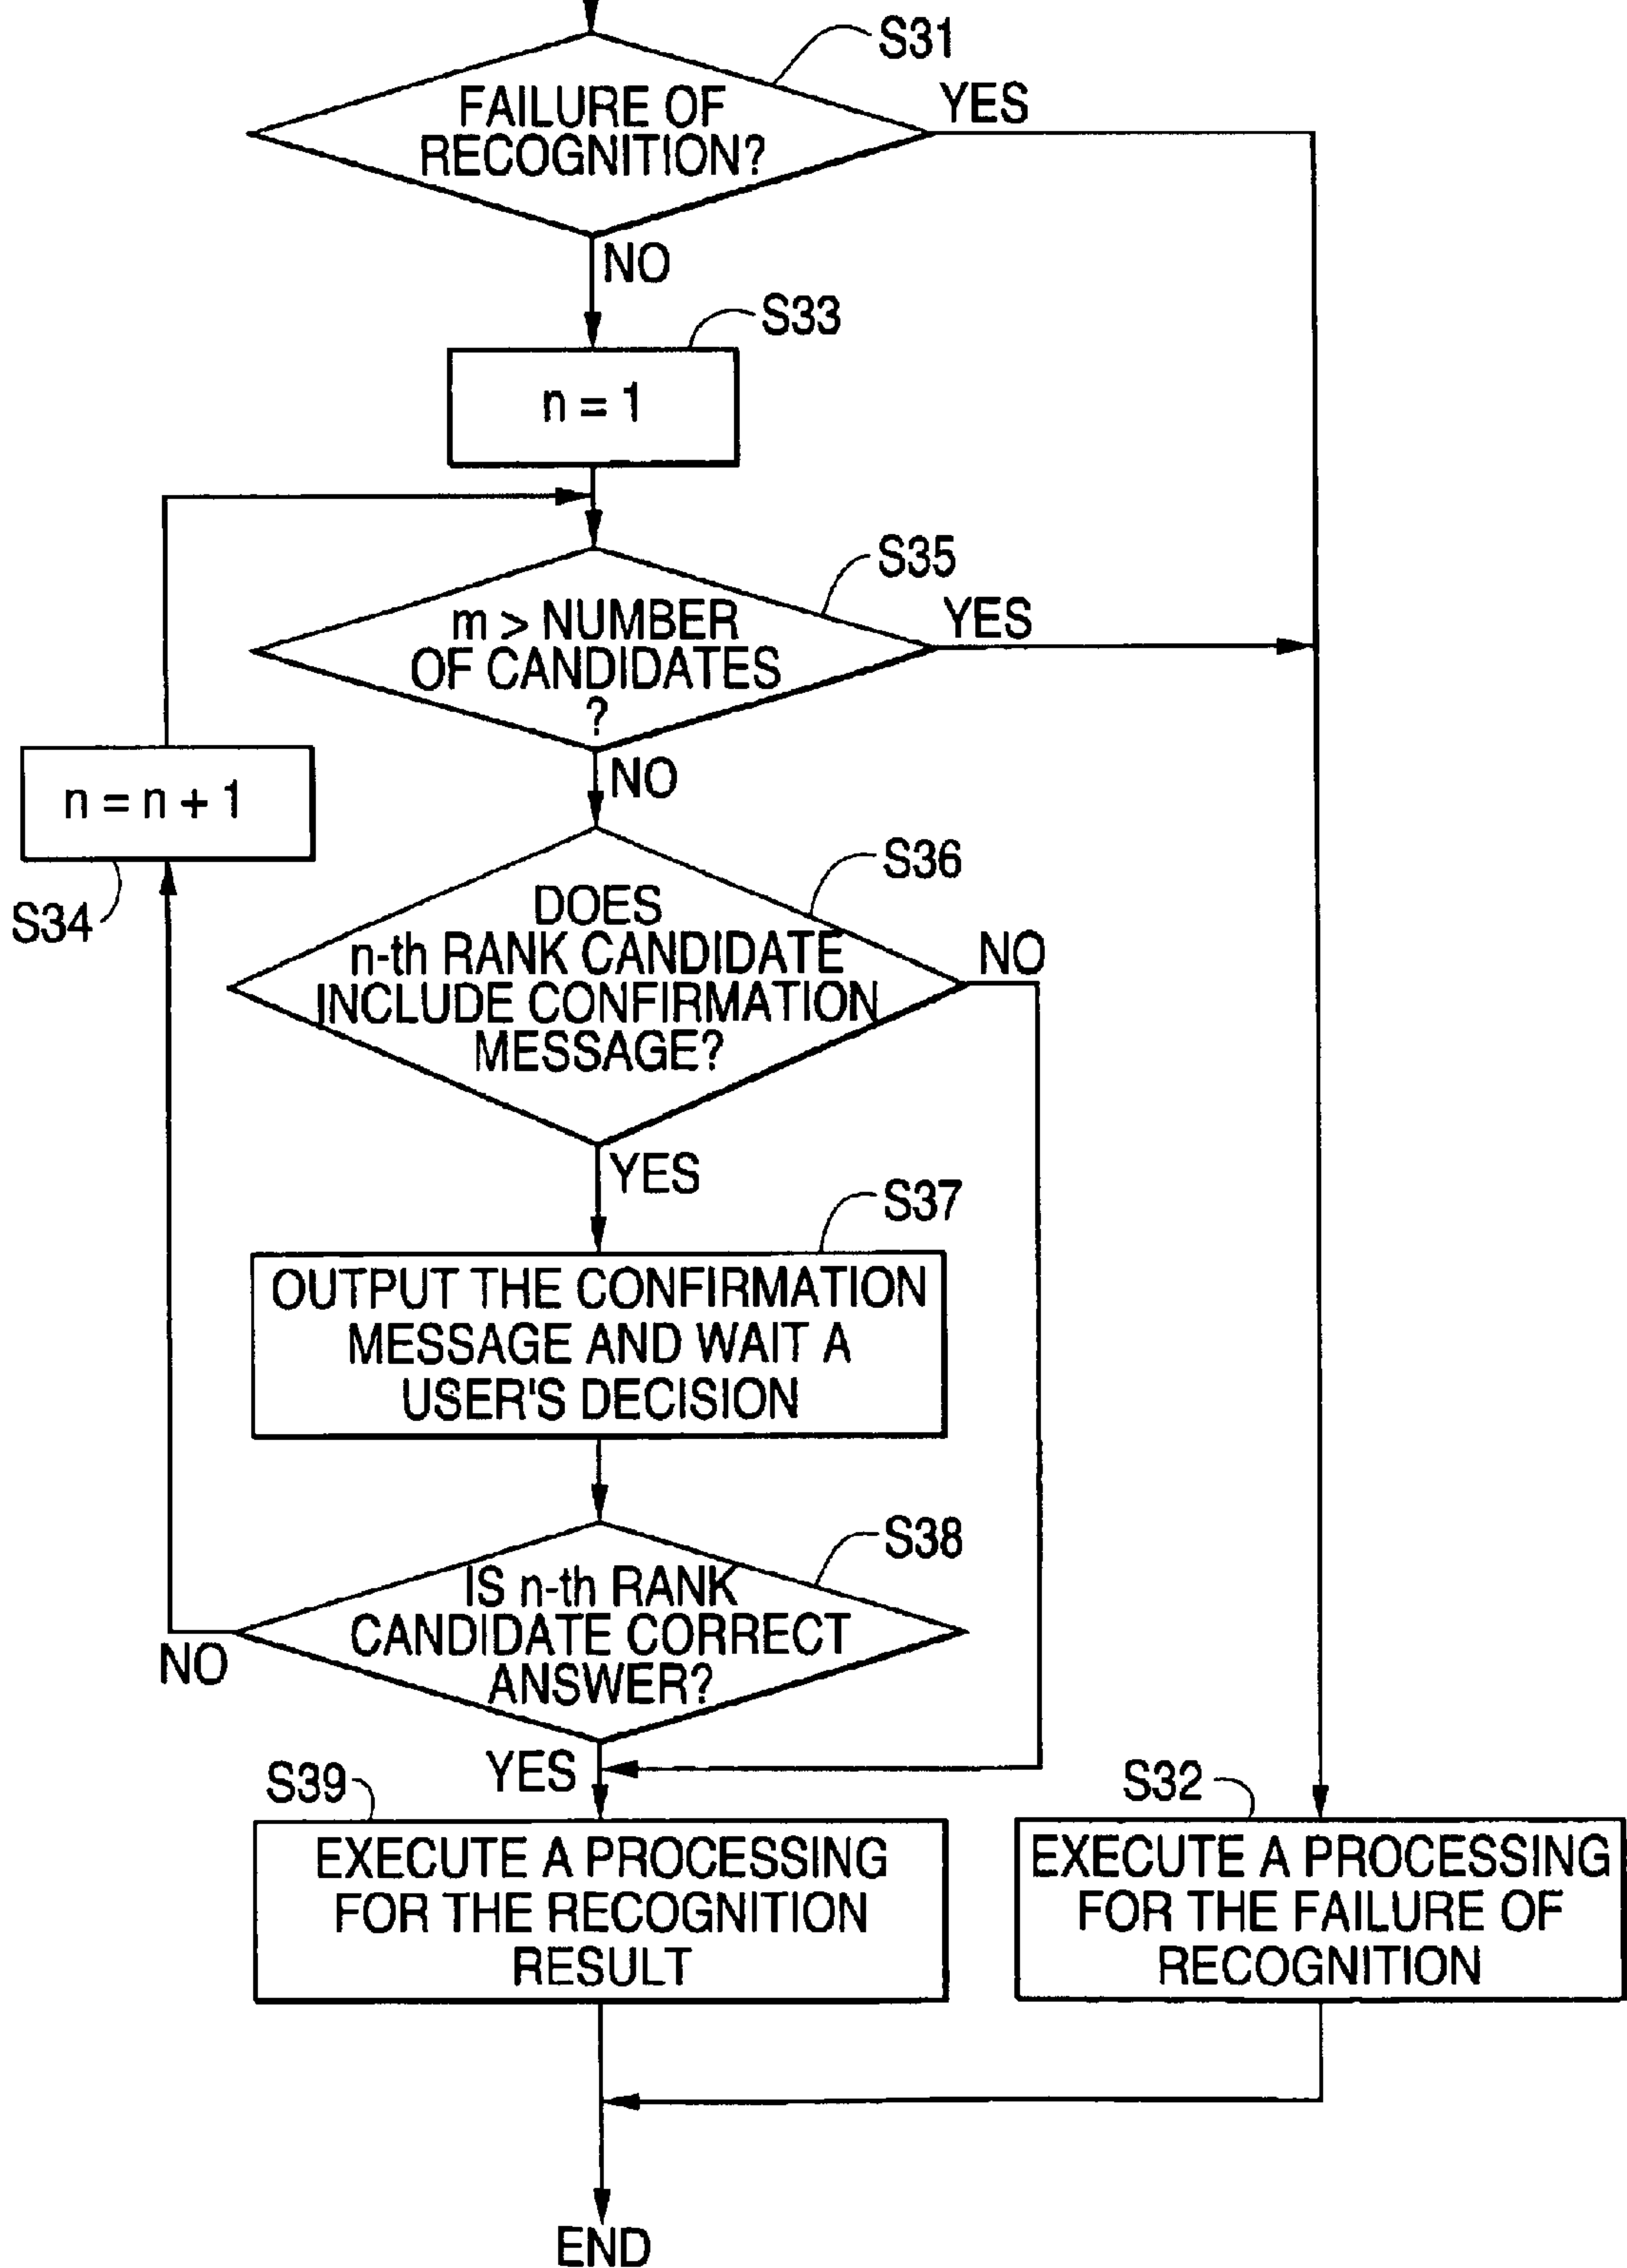 S31
FAILURE OF
RECOGNITION?
YES
NO
S33
n = 1
S35
m > NUMBER
OF CANDIDATES
?
YES
NO
n = n + 1
S34
S36
DOES
n-th RANK CANDIDATE
INCLUDE CONFIRMATION
MESSAGE?
NO
YES
S37
OUTPUT THE CONFIRMATION
MESSAGE AND WAIT A
USER'S DECISION
S38
IS n-th RANK
CANDIDATE CORRECT
ANSWER?
NO
YES
S39
EXECUTE A PROCESSING
FOR THE RECOGNITION
RESULT
S32
EXECUTE A PROCESSING
FOR THE FAILURE OF
RECOGNITION
END